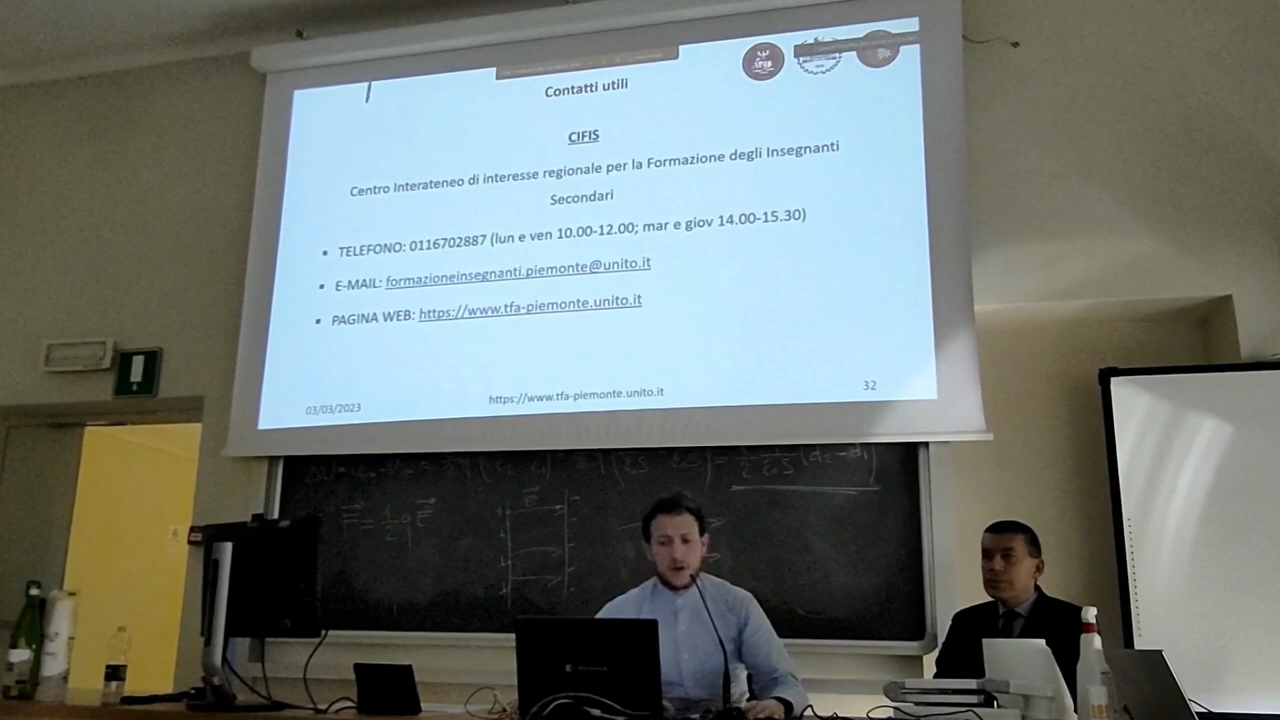 Contatti utili
CIFIS
Centro Interateneo di interesse regionale per la Formazione degli Insegnanti
Secondari
▪ TELEFONO: 0116702887 (lun e ven 10.00-12.00; mar e giov 14.00-15.30)
▪ E-MAIL: formazioneinsegnanti.piemonte@unito.it
▪ PAGINA WEB: https://www.tfa-piemonte.unito.it
03/03/2023
https://www.tfa-piemonte.unito.it
32